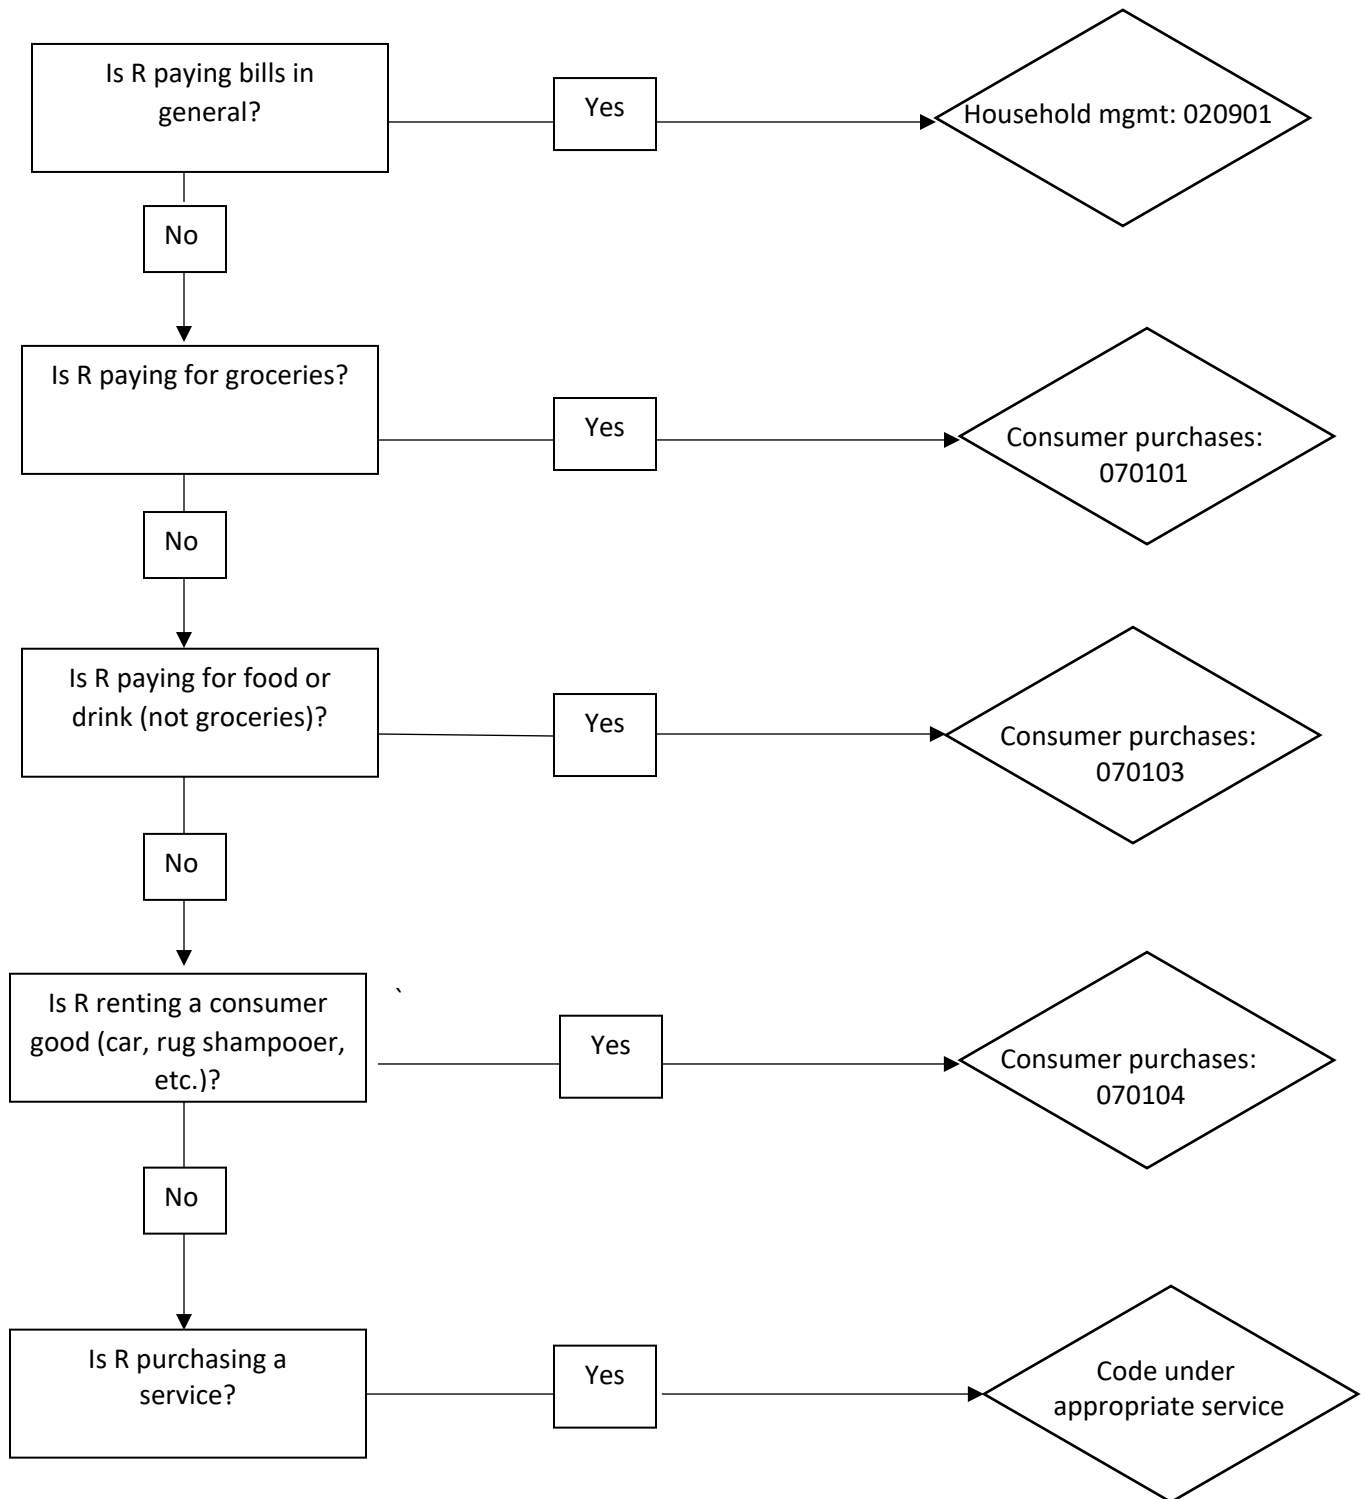 Is R paying bills in
general?
Yes
Household mgmt: 020901
No
Is R paying for groceries?
Yes
Consumer purchases:
070101
No
Is R paying for food or
drink (not groceries)?
Yes
Consumer purchases:
070103
No
Is R renting a consumer
good (car, rug shampooer,
etc.)?
`
Yes
Consumer purchases:
070104
No
Is R purchasing a
service?
Yes
Code under
appropriate service